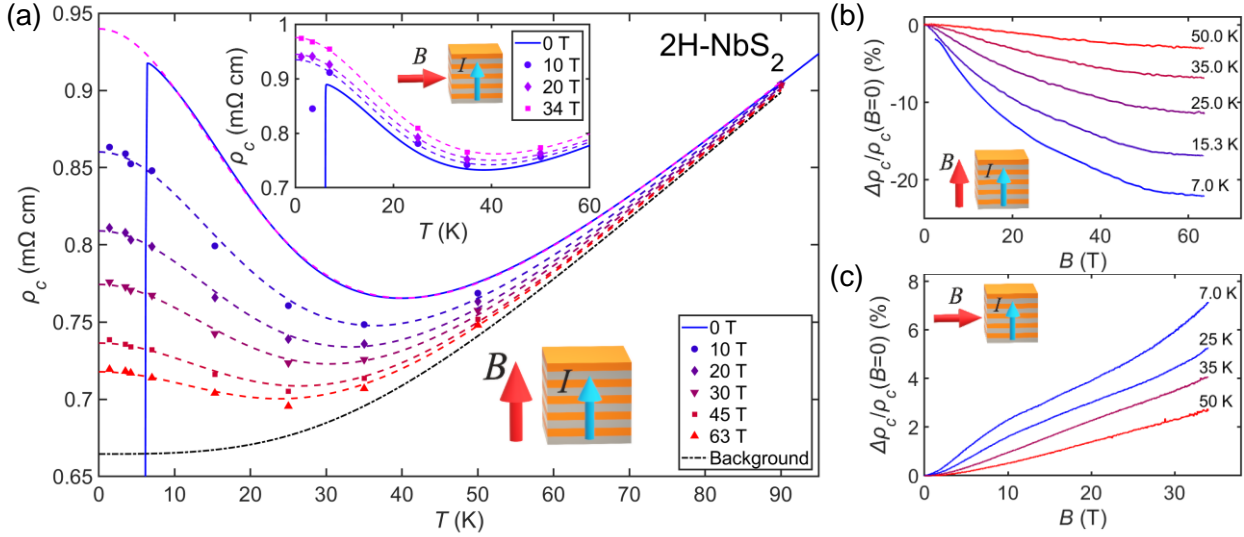 (a)
0.95
0.9
0.85
0.8
0.75
0.7
0.65
ρc (mΩ cm)
0 10 20 30 40 50 60 70 80 90
T (K)
2H-NbS2
B
I
0 T
10 T
20 T
30 T
45 T
63 T
Background
1
0.9
0.8
0.7
ρc (mΩ cm)
0 20 40 60
T (K)
B
I
0 T
10 T
20 T
34 T
(b)
0
-10
-20
Δρc/ρc(B=0) (%)
50.0 K
35.0 K
25.0 K
15.3 K
7.0 K
B
I
0 20 40 60
B (T)
(c)
8
6
4
2
0
Δρc/ρc(B=0) (%)
B
I
7.0 K
25 K
35 K
50 K
0 10 20 30
B (T)